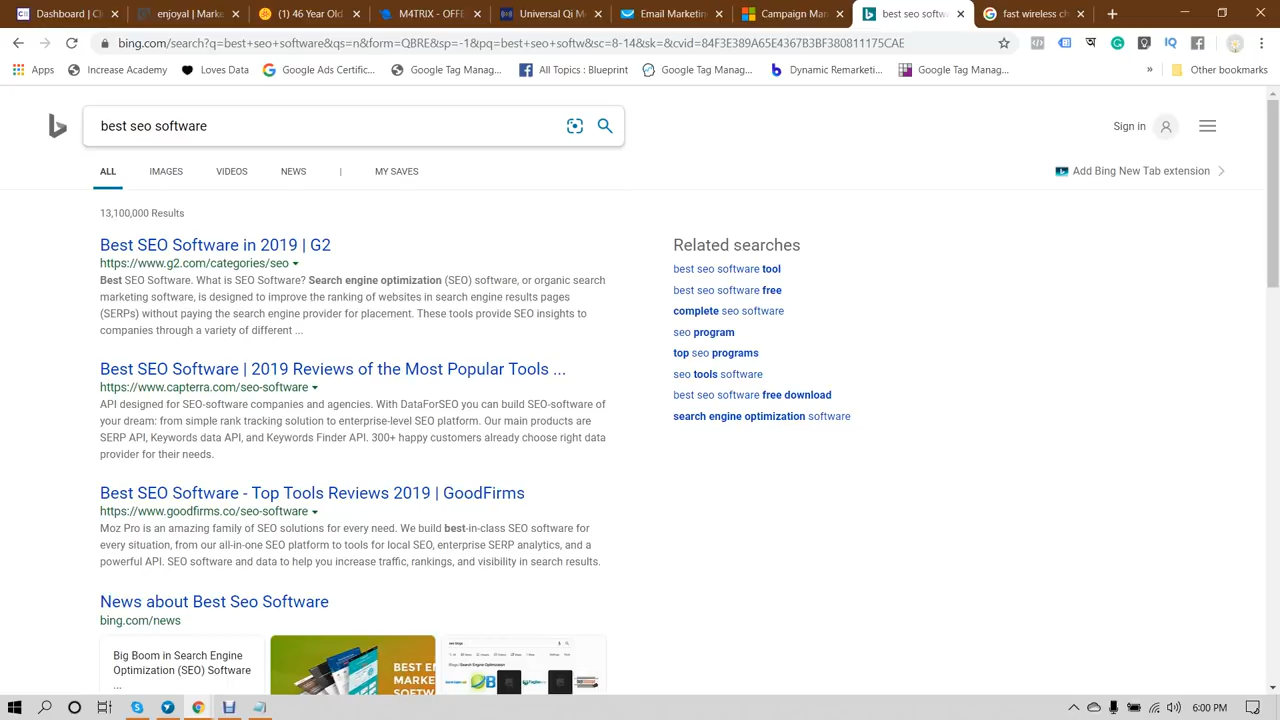 Digital Marketi
Udemy
Online Courses
Bootstrap Them
Email Marketing
Microsoft Mark
best seo softw
fast wireless ch
bing.com/search?q=best+seo+software&qs=n&form=QBRE&sp=-1&pq=best+seo+softw&sc=8-14&sk=&cvid=84F3E389A65E4367B3BF380811175CAE
Apps
Increase Academy
Loves Data
Google Ads Certific...
Google Tag Manag...
All Topics : Blueprint
Google Tag Manag...
Dynamic Remarketi...
Google Tag Manag...
»
Other bookmarks
best seo software
Sign in
ALL IMAGES VIDEOS NEWS | MY SAVES
Add Bing New Tab extension
13,100,000 Results
Best SEO Software in 2019 | G2
https://www.g2.com/categories/seo
Best SEO Software. What is SEO Software? Search engine optimization (SEO) software, or organic search
marketing software, is designed to improve the ranking of websites in search engine results pages
(SERPs) without paying the search engine provider for placement. These tools provide SEO insights to
companies through a variety of different ...
Best SEO Software | 2019 Reviews of the Most Popular Tools ...
https://www.capterra.com/seo-software
API designed for SEO-software companies and agencies. With DataForSEO you can build SEO-software of
your dream: from simple rank tracking solution to enterprise-level SEO platform. Our main products are
SERP API, Keywords data API, and Keywords Finder API. 300+ happy customers already choose right data
provider for their needs.
Best SEO Software - Top Tools Reviews 2019 | GoodFirms
https://www.goodfirms.co/seo-software
Moz Pro is an amazing family of SEO solutions for every need. We build best-in-class SEO software for
every situation, from our all-in-one SEO platform to tools for local SEO, enterprise SERP analytics, and a
powerful API. SEO software and data to help you increase traffic, rankings, and visibility in search results.
News about Best Seo Software
bing.com/news
Big Boom in Search Engine
Optimization (SEO) Software
...
BEST E
MARKET
SOFTW
Related searches
best seo software tool
best seo software free
complete seo software
seo program
top seo programs
seo tools software
best seo software free download
search engine optimization software
6:00 PM